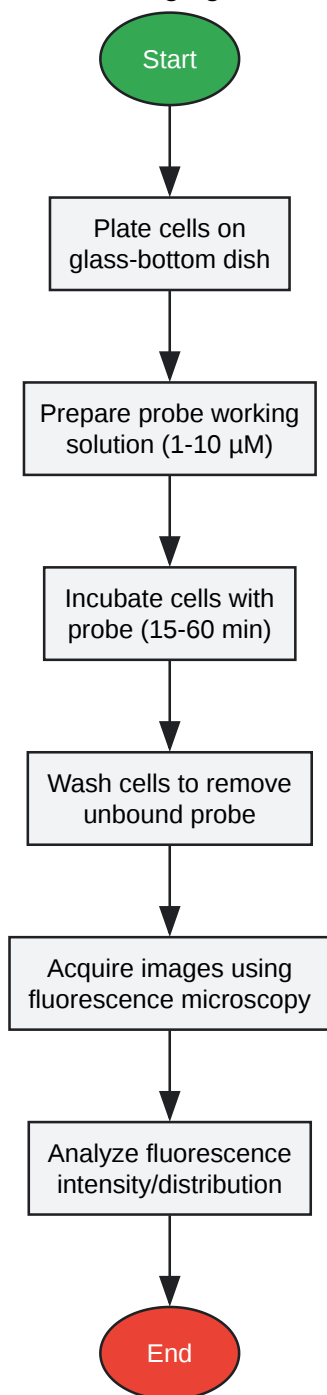 Start
Plate cells on
glass-bottom dish
Prepare probe working
solution (1-10 µM)
Incubate cells with
probe (15-60 min)
Wash cells to remove
unbound probe
Acquire images using
fluorescence microscopy
Analyze fluorescence
intensity/distribution
End